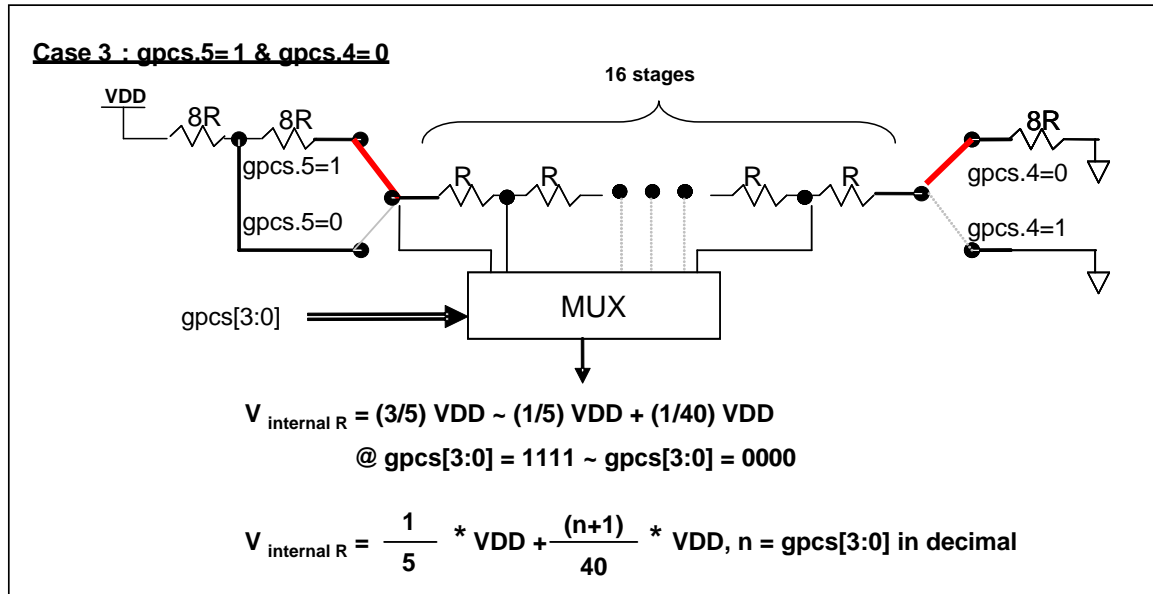 Case 3 : gpcs.5=1 & gpcs.4=0
16 stages
VDD
8R
8R
8R
gpcs.5=1
gpcs.4=0
R
R
R
R
gpcs.5=0
gpcs.4=1
MUX
gpcs[3:0]
V internal R = (3/5) VDD ~ (1/5) VDD + (1/40) VDD
@ gpcs[3:0] = 1111 ~ gpcs[3:0] = 0000
V internal R = 1/5 * VDD + (n+1)/40 * VDD, n = gpcs[3:0] in decimal